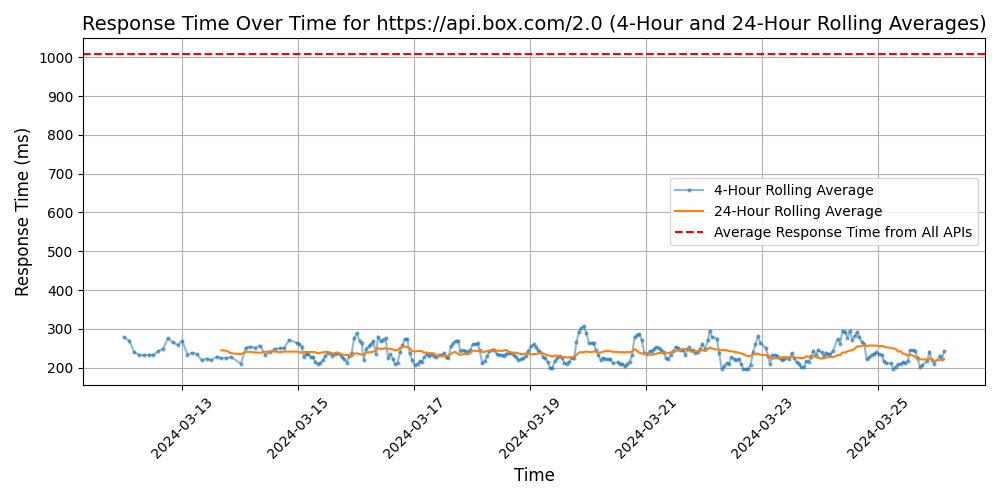 Response Time Over Time for https://api.box.com/2.0 (4-Hour and 24-Hour Rolling Averages)
Response Time (ms)
1000
900
800
700
600
500
400
300
200
4-Hour Rolling Average
24-Hour Rolling Average
Average Response Time from All APIs
2024-03-13
2024-03-15
2024-03-17
2024-03-19
2024-03-21
2024-03-23
2024-03-25
Time